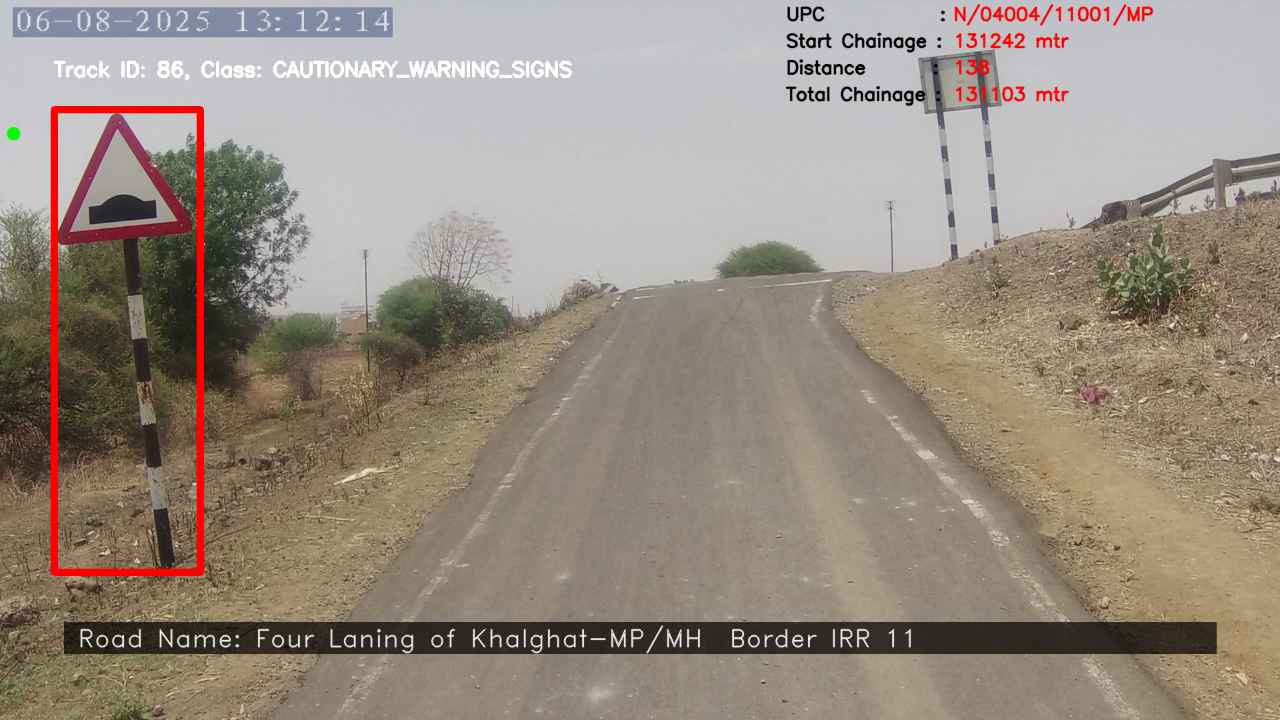 06-08-2025 13:12:14
UPC : N/04004/11001/MP
Start Chainage : 131242 mtr
Distance 138
Total Chainage : 131103 mtr
Track ID: 86, Class: CAUTIONARY_WARNING_SIGNS
Road Name: Four Laning of Khalghat-MP/MH Border IRR 11